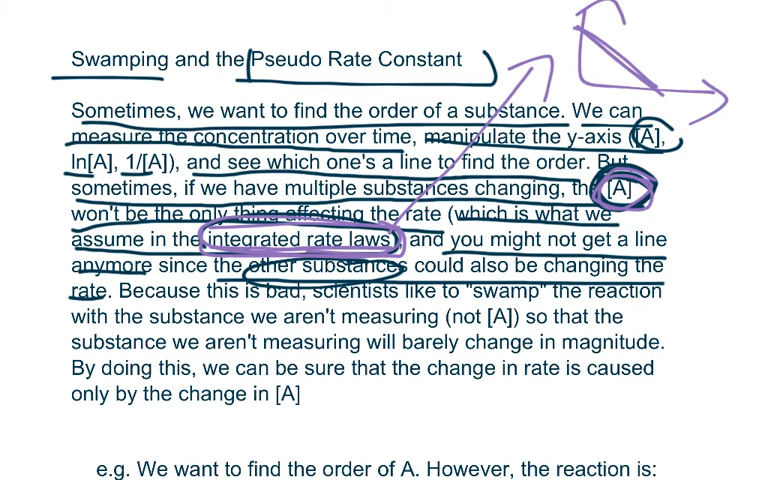 Swamping and the Pseudo Rate Constant
Sometimes, we want to find the order of a substance. We can
measure the concentration over time, manipulate the y-axis ([A],
ln[A], 1/[A]), and see which one's a line to find the order. But
sometimes, if we have multiple substances changing, the [A]
won't be the only thing affecting the rate (which is what we
assume in the integrated rate laws), and you might not get a line
anymore since the other substances could also be changing the
rate. Because this is bad, scientists like to "swamp" the reaction
with the substance we aren't measuring (not [A]) so that the
substance we aren't measuring will barely change in magnitude.
By doing this, we can be sure that the change in rate is caused
only by the change in [A]
e.g. We want to find the order of A. However, the reaction is: